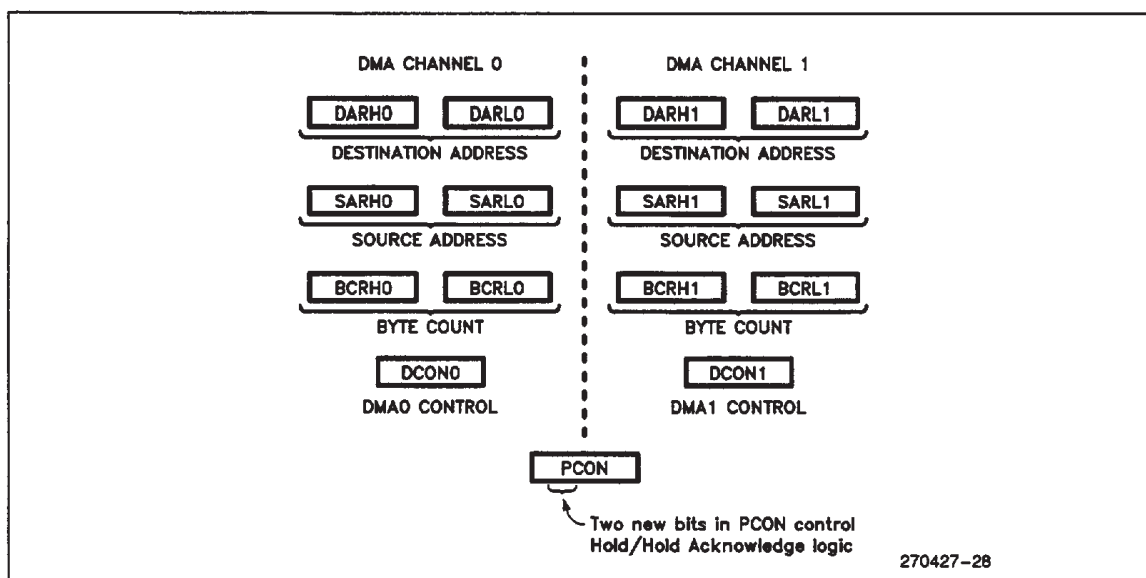 DMA CHANNEL 0
DMA CHANNEL 1
DARH0 DARL0
DARH1 DARL1
DESTINATION ADDRESS
DESTINATION ADDRESS
SARH0 SARL0
SARH1 SARL1
SOURCE ADDRESS
SOURCE ADDRESS
BCRH0 BCRL0
BCRH1 BCRL1
BYTE COUNT
BYTE COUNT
DCON0
DCON1
DMA0 CONTROL
DMA1 CONTROL
PCON
Two new bits in PCON control
Hold/Hold Acknowledge logic
270427-28